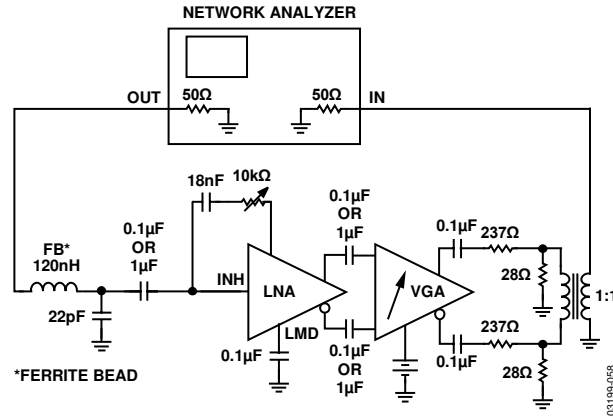 NETWORK ANALYZER
OUT
50Ω
50Ω
IN
18nF
10kΩ
0.1µF
OR
1µF
FB*
120nH
0.1µF
OR
1µF
INH
LNA
LMD
22pF
0.1µF
0.1µF
OR
1µF
VGA
0.1µF
237Ω
28Ω
1:1
237Ω
0.1µF
28Ω
*FERRITE BEAD
03199-058